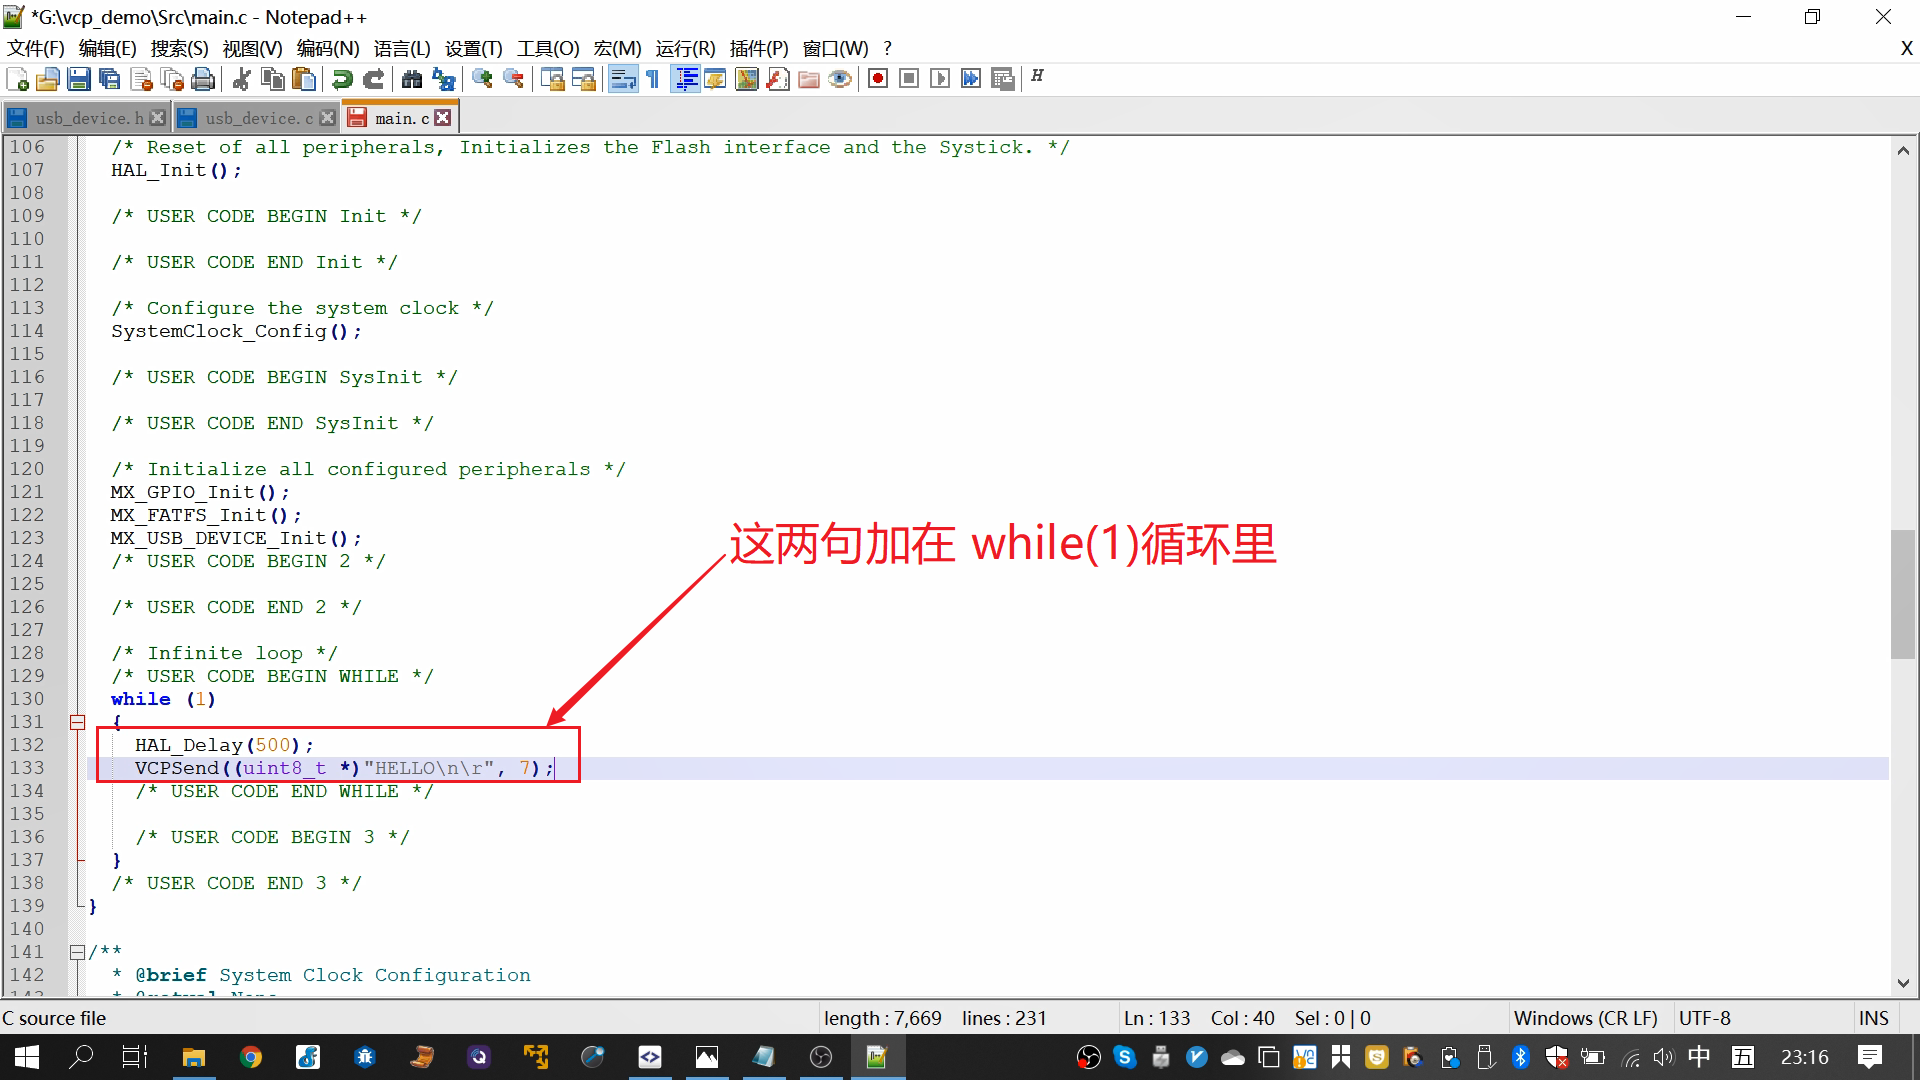 *G:\vcp_demo\Src\main.c - Notepad++
文件(F) 编辑(E) 搜索(S) 视图(V) 编码(N) 语言(L) 设置(T) 工具(O) 宏(M) 运行(R) 插件(P) 窗口(W) ? X
usb_device.h usb_device.c main.c
106 /* Reset of all peripherals, Initializes the Flash interface and the Systick. */
107 HAL_Init();
108
109 /* USER CODE BEGIN Init */
110
111 /* USER CODE END Init */
112
113 /* Configure the system clock */
114 SystemClock_Config();
115
116 /* USER CODE BEGIN SysInit */
117
118 /* USER CODE END SysInit */
119
120 /* Initialize all configured peripherals */
121 MX_GPIO_Init();
122 MX_FATFS_Init();
123 MX_USB_DEVICE_Init();
124 /* USER CODE BEGIN 2 */
这两句加在 while(1)循环里
125
126 /* USER CODE END 2 */
127
128 /* Infinite loop */
129 /* USER CODE BEGIN WHILE */
130 while (1)
131 {
132 HAL_Delay(500);
133 VCPSend((uint8_t *)"HELLO\n\r", 7);
134 /* USER CODE END WHILE */
135
136 /* USER CODE BEGIN 3 */
137 }
138 /* USER CODE END 3 */
139 }
140
141 /**
142 * @brief System Clock Configuration
C source file length : 7,669 lines : 231 Ln : 133 Col : 40 Sel : 0 | 0 Windows (CR LF) UTF-8 INS
中 五 23:16